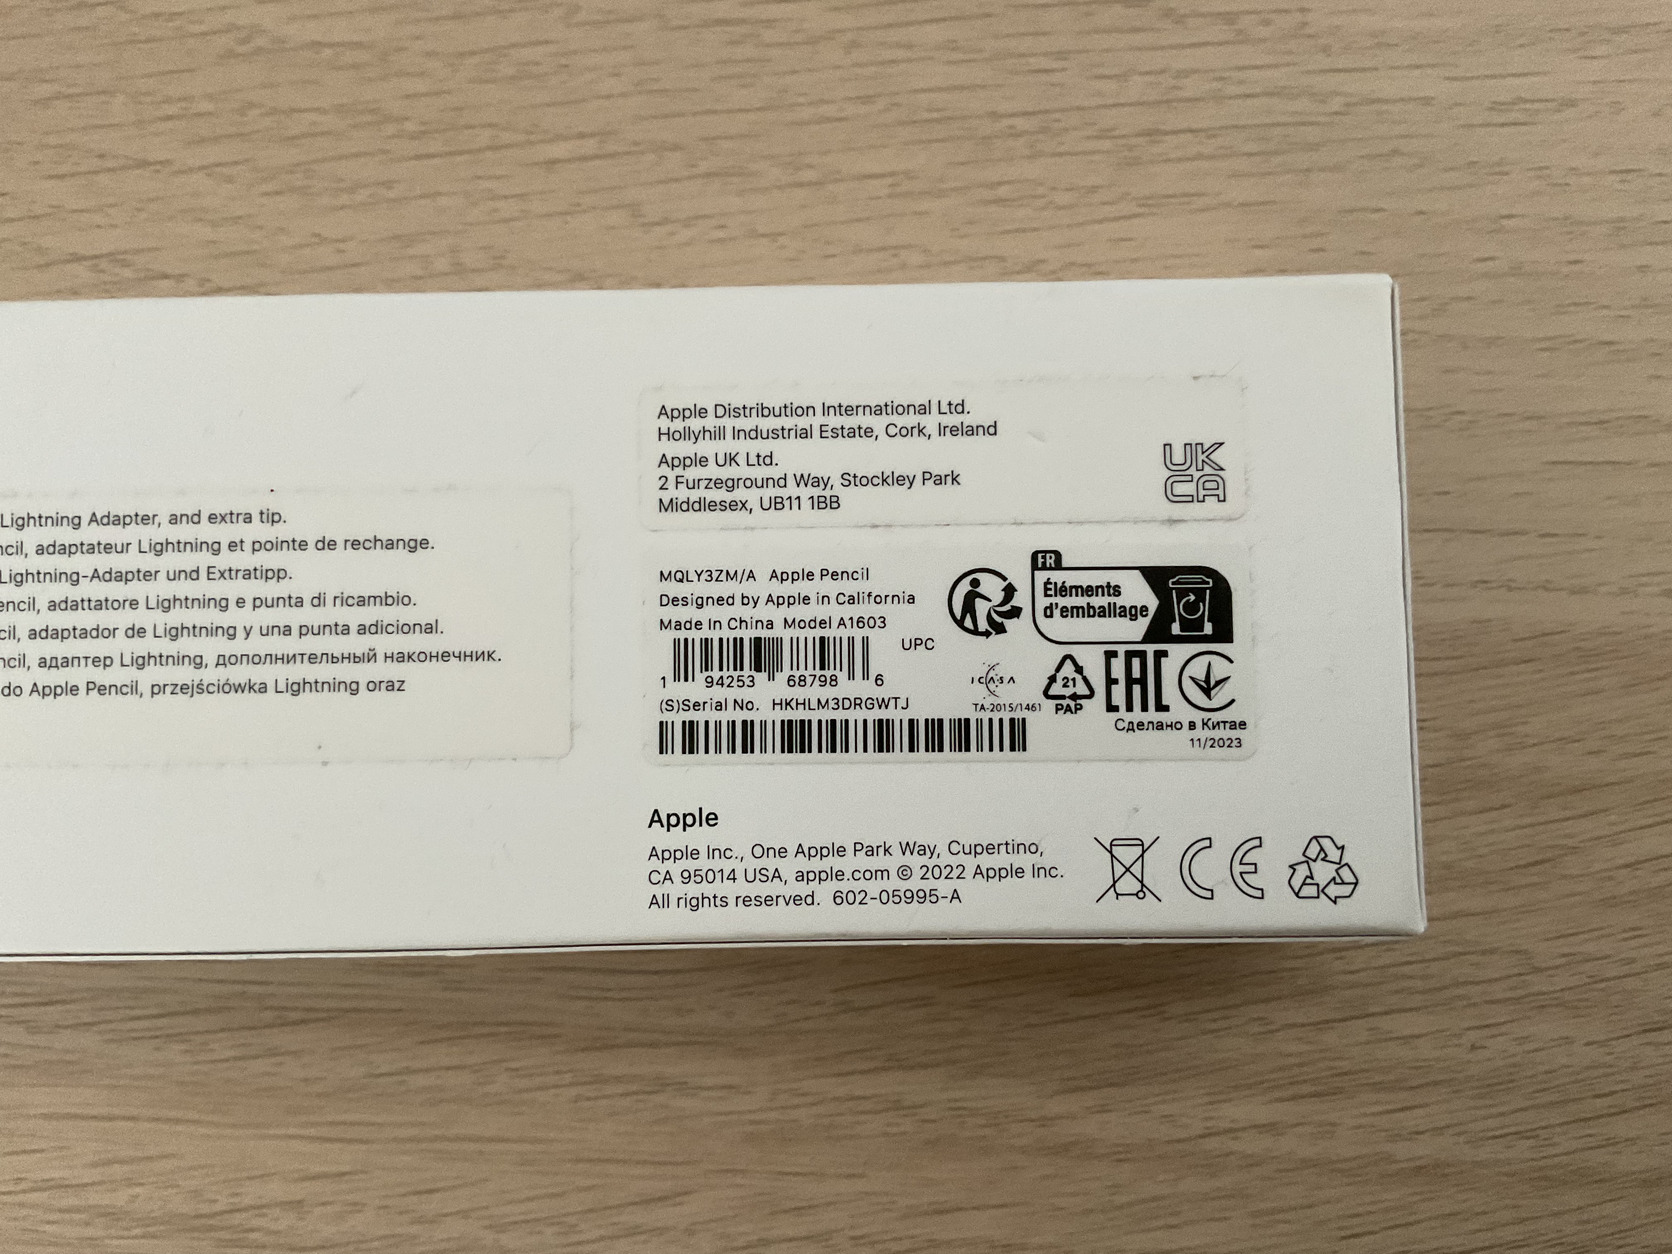 Lightning Adapter, and extra tip.
ncil, adaptateur Lightning et pointe de rechange.
Lightning-Adapter und Extratipp.
encil, adattatore Lightning e punta di ricambio.
cil, adaptador de Lightning y una punta adicional.
ncil, адаптер Lightning, дополнительный наконечник.
do Apple Pencil, przejściówka Lightning oraz
Apple Distribution International Ltd.
Hollyhill Industrial Estate, Cork, Ireland
Apple UK Ltd.
2 Furzeground Way, Stockley Park
Middlesex, UB11 1BB
UK
CA
MQLY3ZM/A Apple Pencil
Designed by Apple in California
Made In China Model A1603
UPC
1 94253 68798 6
(S)Serial No. HKHLM3DRGWTJ
FR
Éléments
d'emballage
ICASA
TA-2015/1461
21
PAP
EAC
Сделано в Китае
11/2023
Apple
Apple Inc., One Apple Park Way, Cupertino,
CA 95014 USA, apple.com © 2022 Apple Inc.
All rights reserved. 602-05995-A
CE